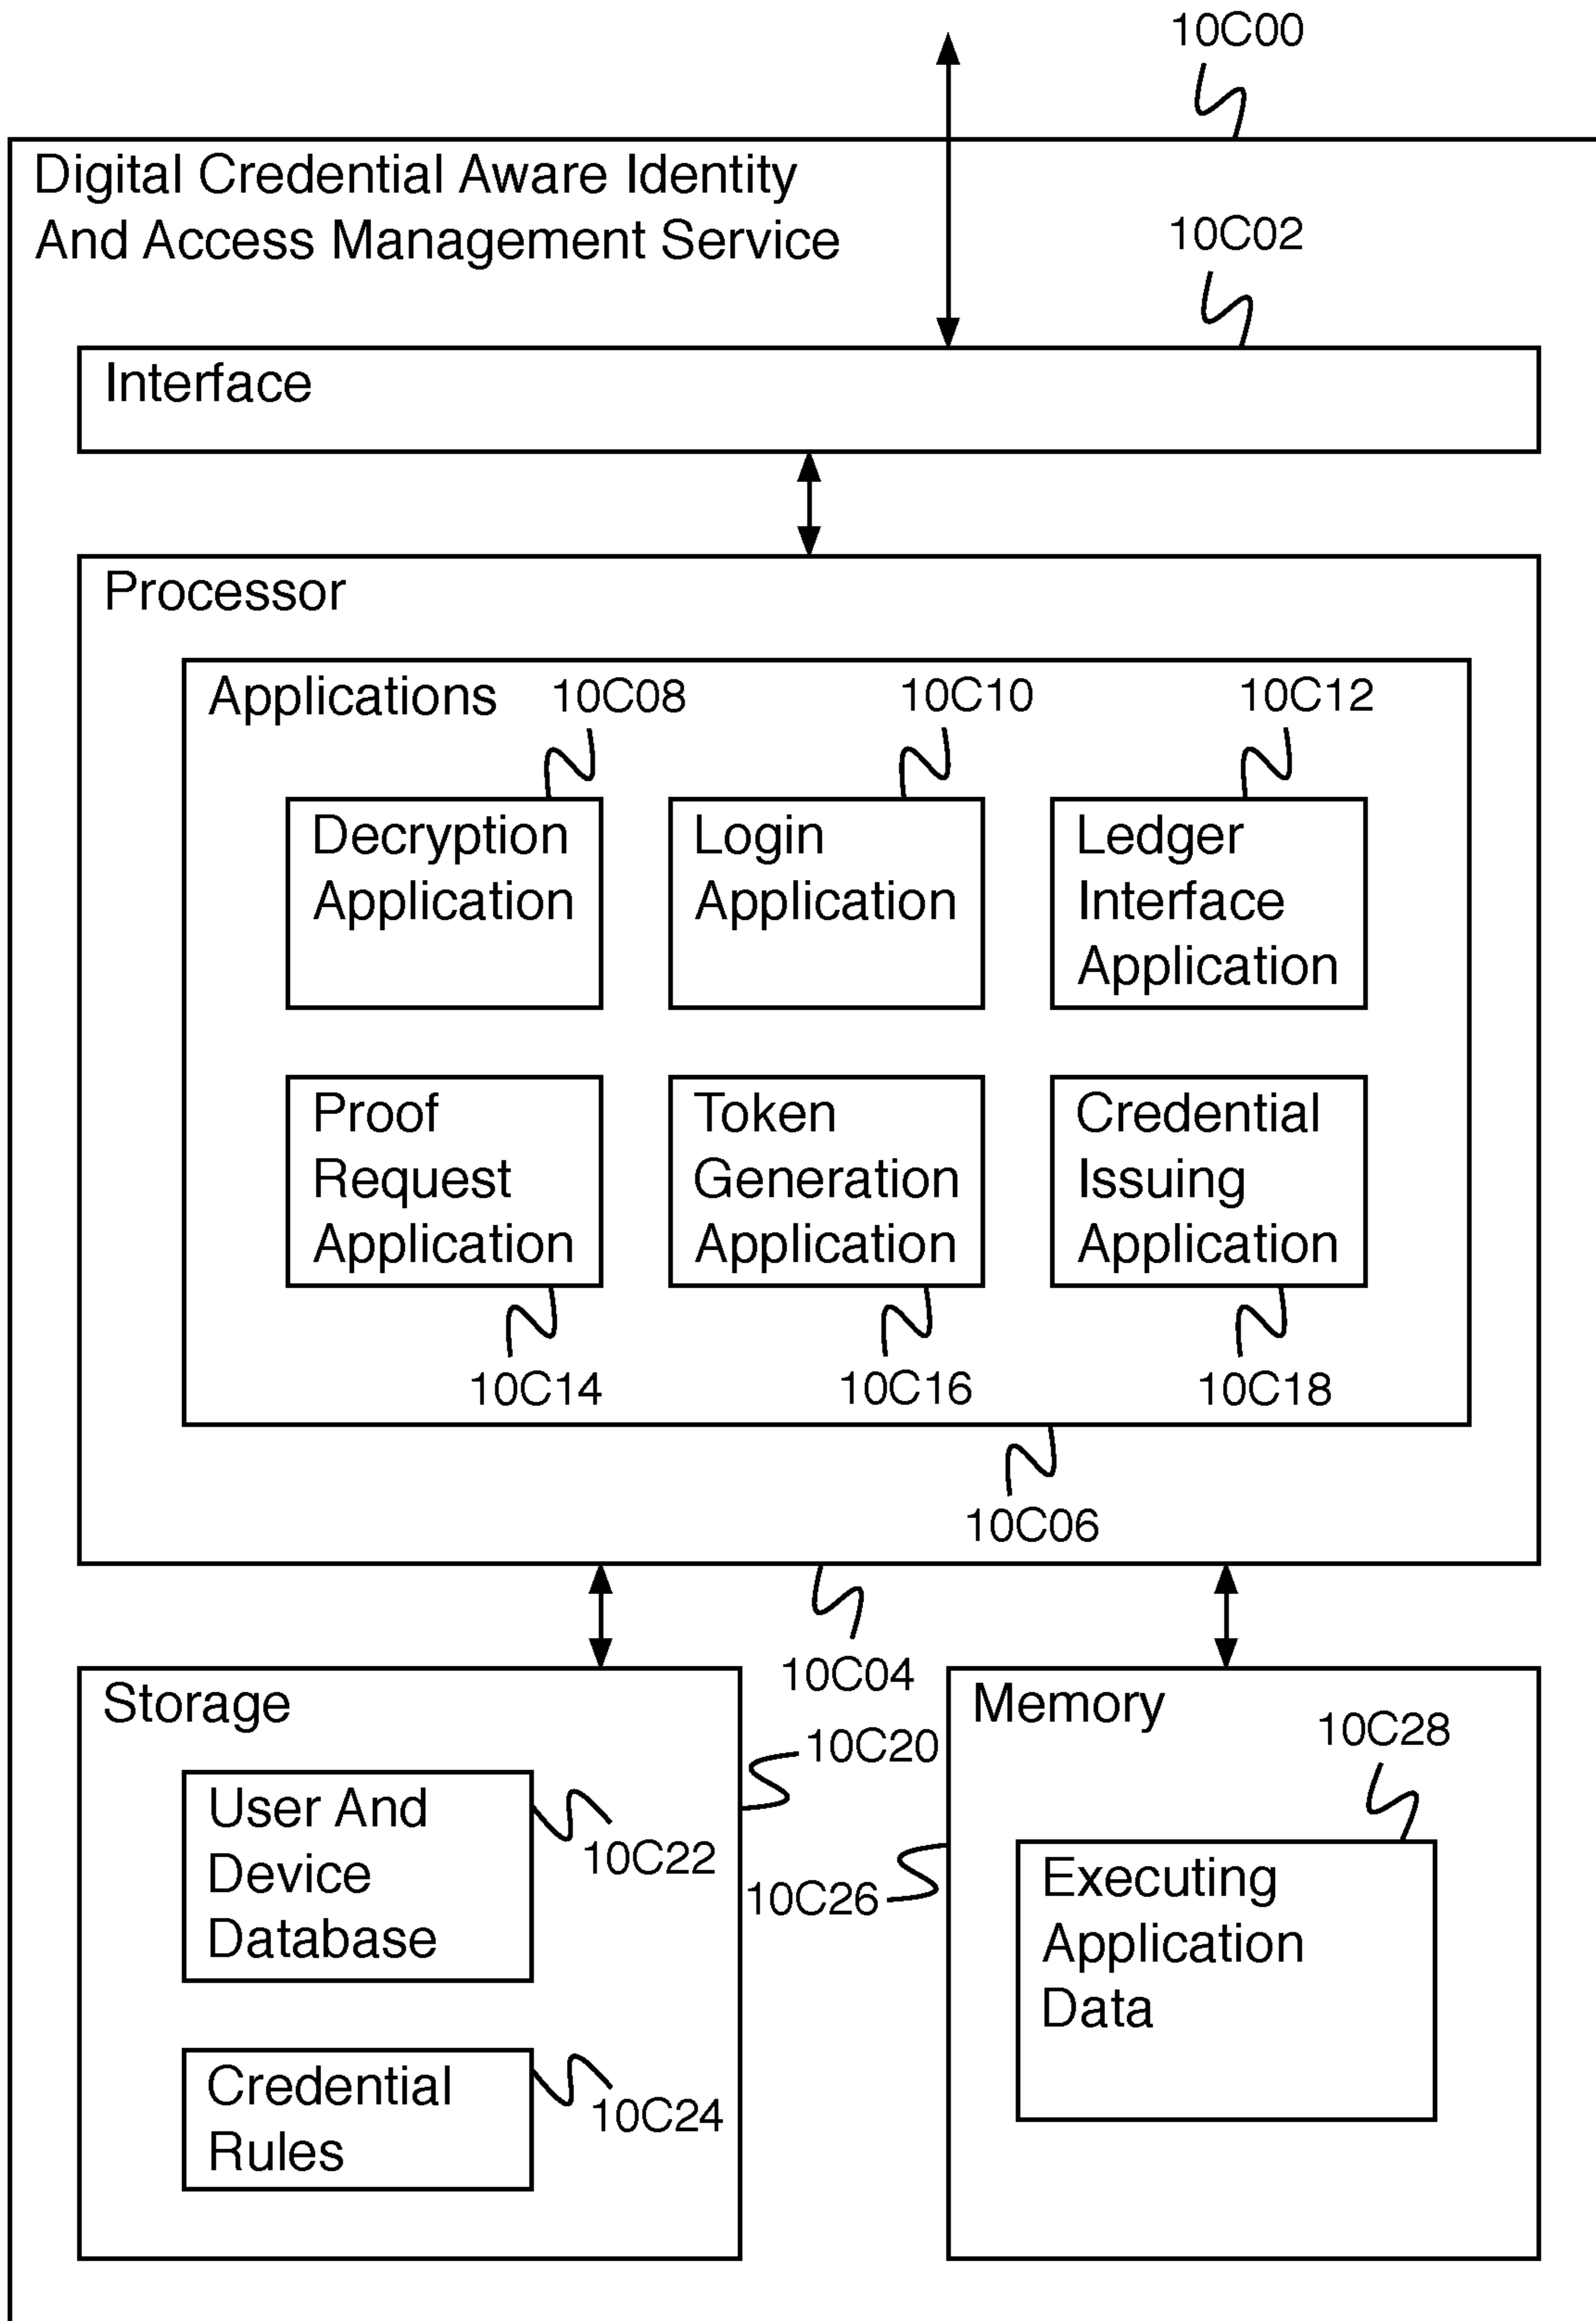 10C00
Digital Credential Aware Identity
And Access Management Service
10C02
Interface
Processor
Applications
10C08
10C10
10C12
Decryption
Application
Login
Application
Ledger
Interface
Application
Proof
Request
Application
Token
Generation
Application
Credential
Issuing
Application
10C14
10C16
10C18
10C06
10C04
Storage
10C20
User And
Device
Database
10C22
Credential
Rules
10C24
Memory
10C28
10C26
Executing
Application
Data